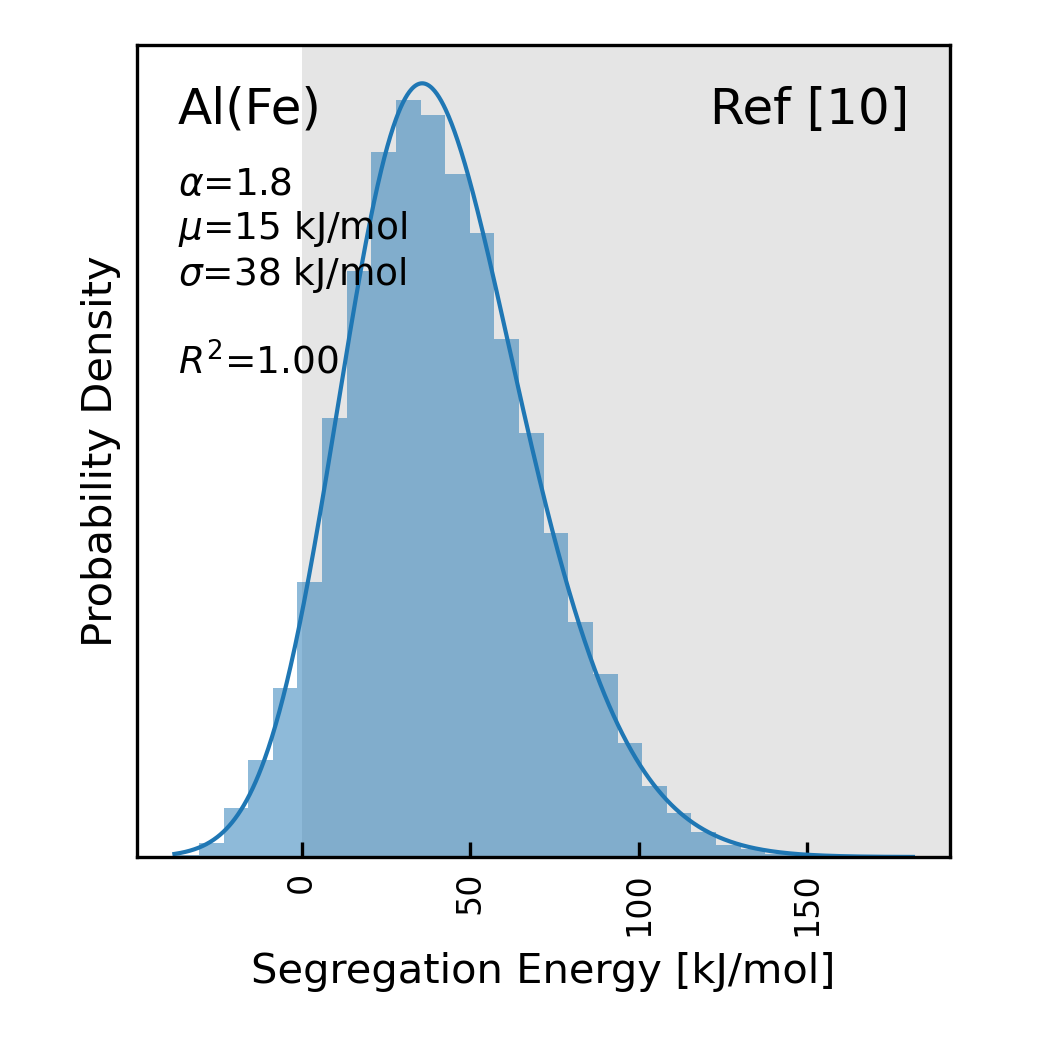 Al(Fe)
Ref [10]
α=1.8
μ=15 kJ/mol
σ=38 kJ/mol
R²=1.00
Probability Density
0 50 100 150
Segregation Energy [kJ/mol]